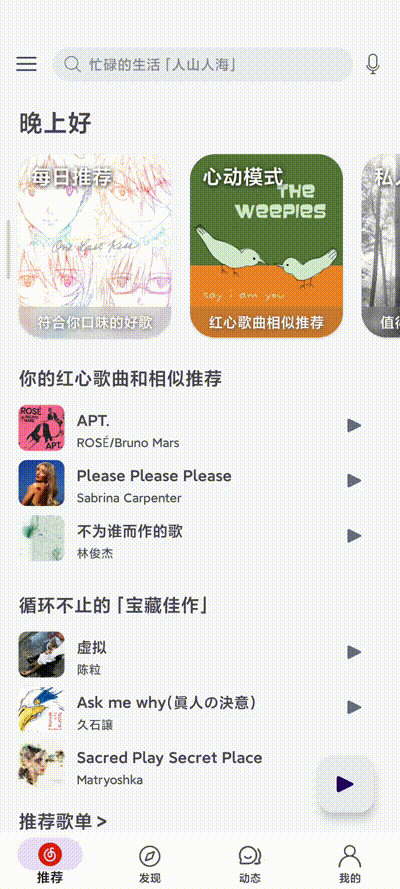 忙碌的生活「人山人海」
晚上好
每日推荐
One Last Kiss
符合你口味的好歌
心动模式
THE
WEEPIES
say i am you
红心歌曲相似推荐
私人
值得
你的红心歌曲和相似推荐
ROSÉ
BRUNO MARS
APT.
APT.
ROSÉ/Bruno Mars
Please Please Please
Sabrina Carpenter
不为谁而作的歌
林俊杰
循环不止的「宝藏佳作」
虚拟
陈粒
Ask me why(眞人の決意)
久石譲
Sacred Play Secret Place
Matryoshka
推荐歌单 >
推荐
发现
动态
我的